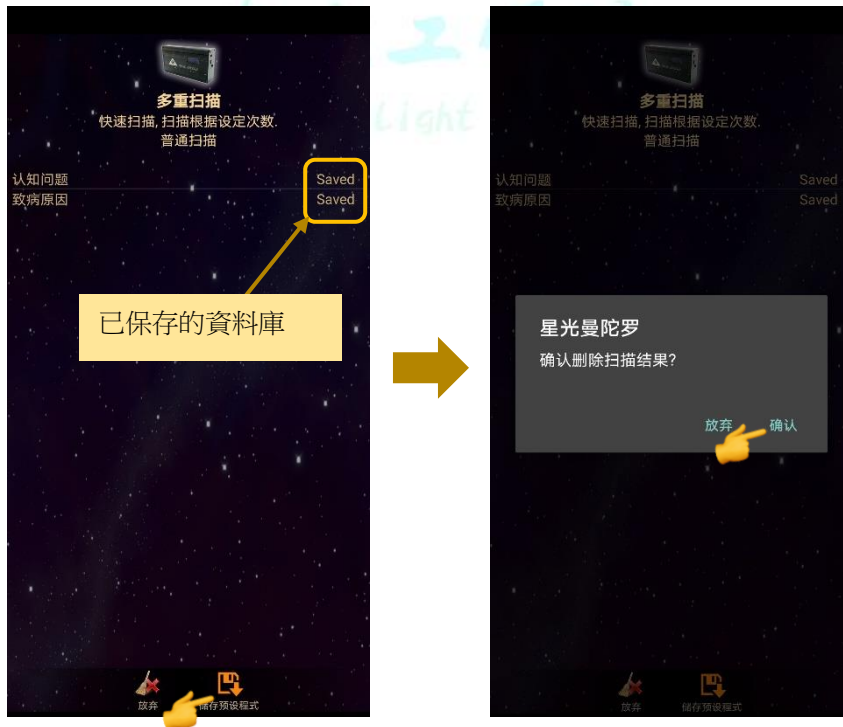 多重扫描
快速扫描, 扫描根据设定次数.
普通扫描
认知问题 Saved
致病原因 Saved
已保存的資料庫
放弃 储存预设程式
Light
多重扫描
快速扫描, 扫描根据设定次数.
普通扫描
认知问题 Saved
致病原因 Saved
星光曼陀罗
确认删除扫描结果?
放弃 确认
放弃 储存预设程式